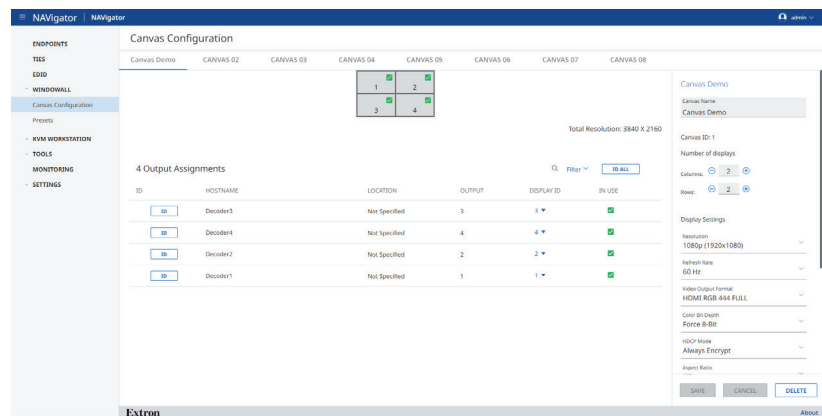 NAVigator | NAVigator
admin
ENDPOINTS
TIES
EDID
WINDOWALL
Canvas Configuration
Presets
KVM WORKSTATION
TOOLS
MONITORING
SETTINGS
Canvas Configuration
Canvas Demo CANVAS 02 CANVAS 03 CANVAS 04 CANVAS 05 CANVAS 06 CANVAS 07 CANVAS 08
1 2
3 4
Total Resolution: 3840 X 2160
4 Output Assignments Filter ID ALL
ID HOSTNAME LOCATION OUTPUT DISPLAY ID IN USE
ID Decoder3 Not Specified 3 3
ID Decoder4 Not Specified 4 4
ID Decoder2 Not Specified 2 2
ID Decoder1 Not Specified 1 1
Canvas Demo
Canvas Name
Canvas Demo
Canvas ID: 1
Number of displays
Columns: 2
Rows: 2
Display Settings
Resolution
1080p (1920x1080)
Refresh Rate
60 Hz
Video Output Format
HDMI RGB 444 FULL
Color Bit Depth
Force 8-Bit
HDCP Mode
Always Encrypt
Aspect Ratio
SAVE CANCEL DELETE
Extron About